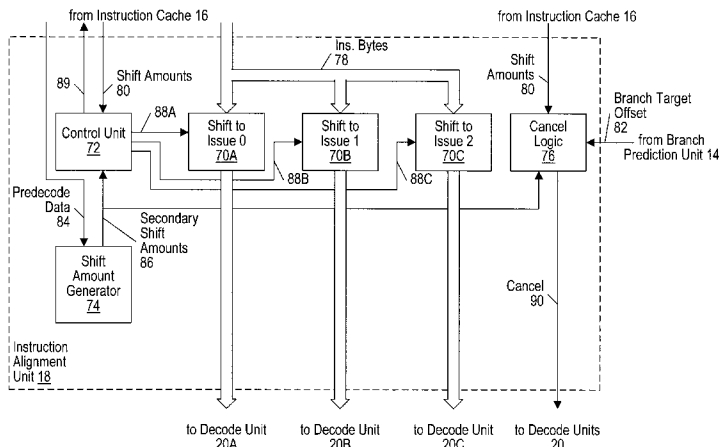 from Instruction Cache 16
from Instruction Cache 16
Ins. Bytes
78
89
Shift Amounts
80
Shift
Amounts
80
Branch Target
Offset
82
from Branch
Prediction Unit 14
88A
Control Unit
72
Shift to
Issue 0
70A
Shift to
Issue 1
70B
Shift to
Issue 2
70C
Cancel
Logic
76
88B
88C
Predecode
Data
84
Secondary
Shift
Amounts
86
Shift
Amount
Generator
74
Cancel
90
Instruction
Alignment
Unit 18
to Decode Unit
20A
to Decode Unit
20B
to Decode Unit
20C
to Decode Units
20